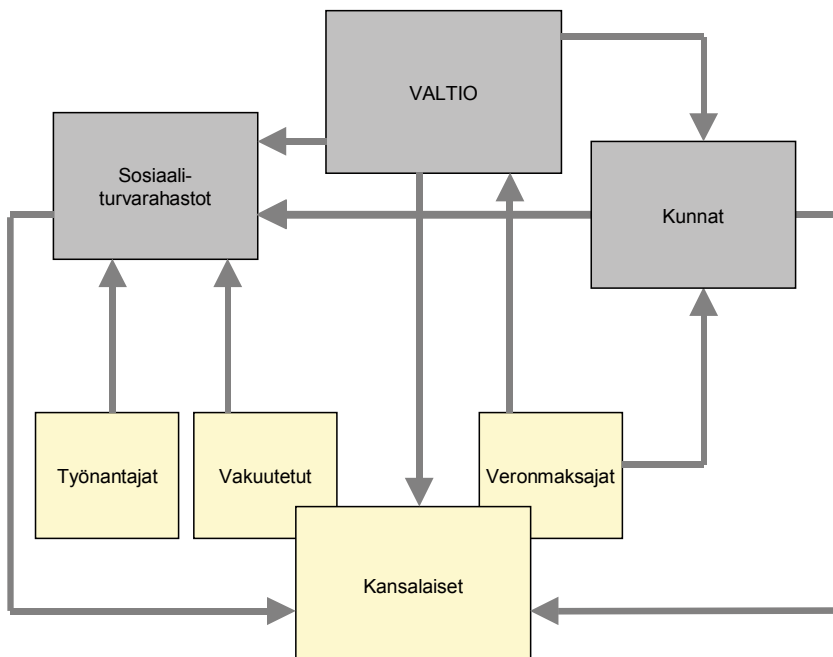 VALTIO
Sosiaali-
turvarahastot
Kunnat
Työnantajat
Vakuutetut
Veronmaksajat
Kansalaiset